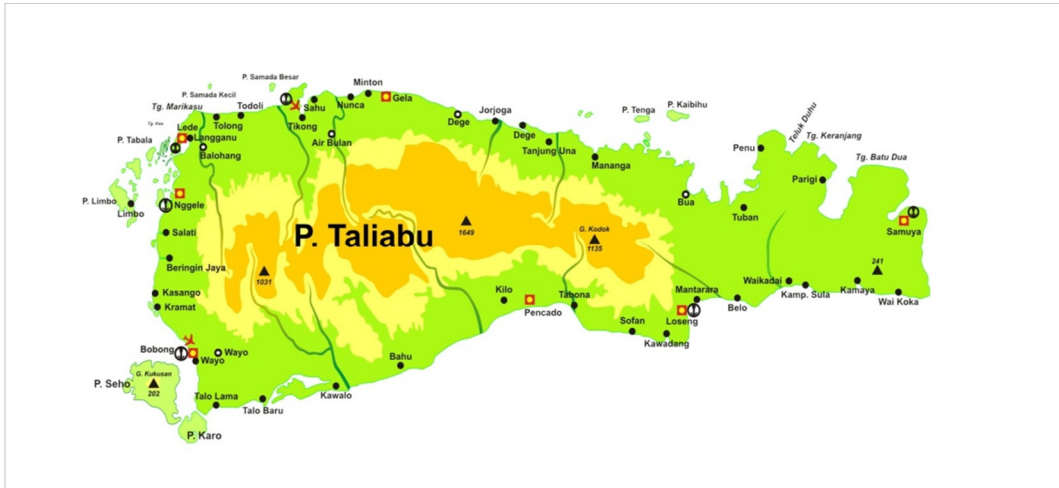 P. Samada Besar
P. Samada Kecil
Minton
Gela
Tg. Marikasu
Todoli
Sahu
Nunca
Tolong
Tikong
Dege
Jorjoga
Dege
P. Tenga
P. Kaibihu
Lede
Langganu
P. Tabala
Balohang
Air Bulan
Tanjung Una
Mananga
Penu
Teluk Duhu
Tg. Keranjang
Tg. Batu Dua
Parigi
P. Limbo
Limbo
Nggele
Bua
Tuban
Samuya
Salati
P. Taliabu
1649
G. Kodok
1135
Beringin Jaya
1031
241
Kasango
Kramat
Kilo
Pencado
Tabona
Mantarara
Waikadai
Kamp. Sula
Kamaya
Wai Koka
Belo
Loseng
Sofan
Kawadang
Bobong
Wayo
Wayo
Bahu
P. Seho
G. Kukusan
202
Talo Lama
Talo Baru
Kawalo
P. Karo